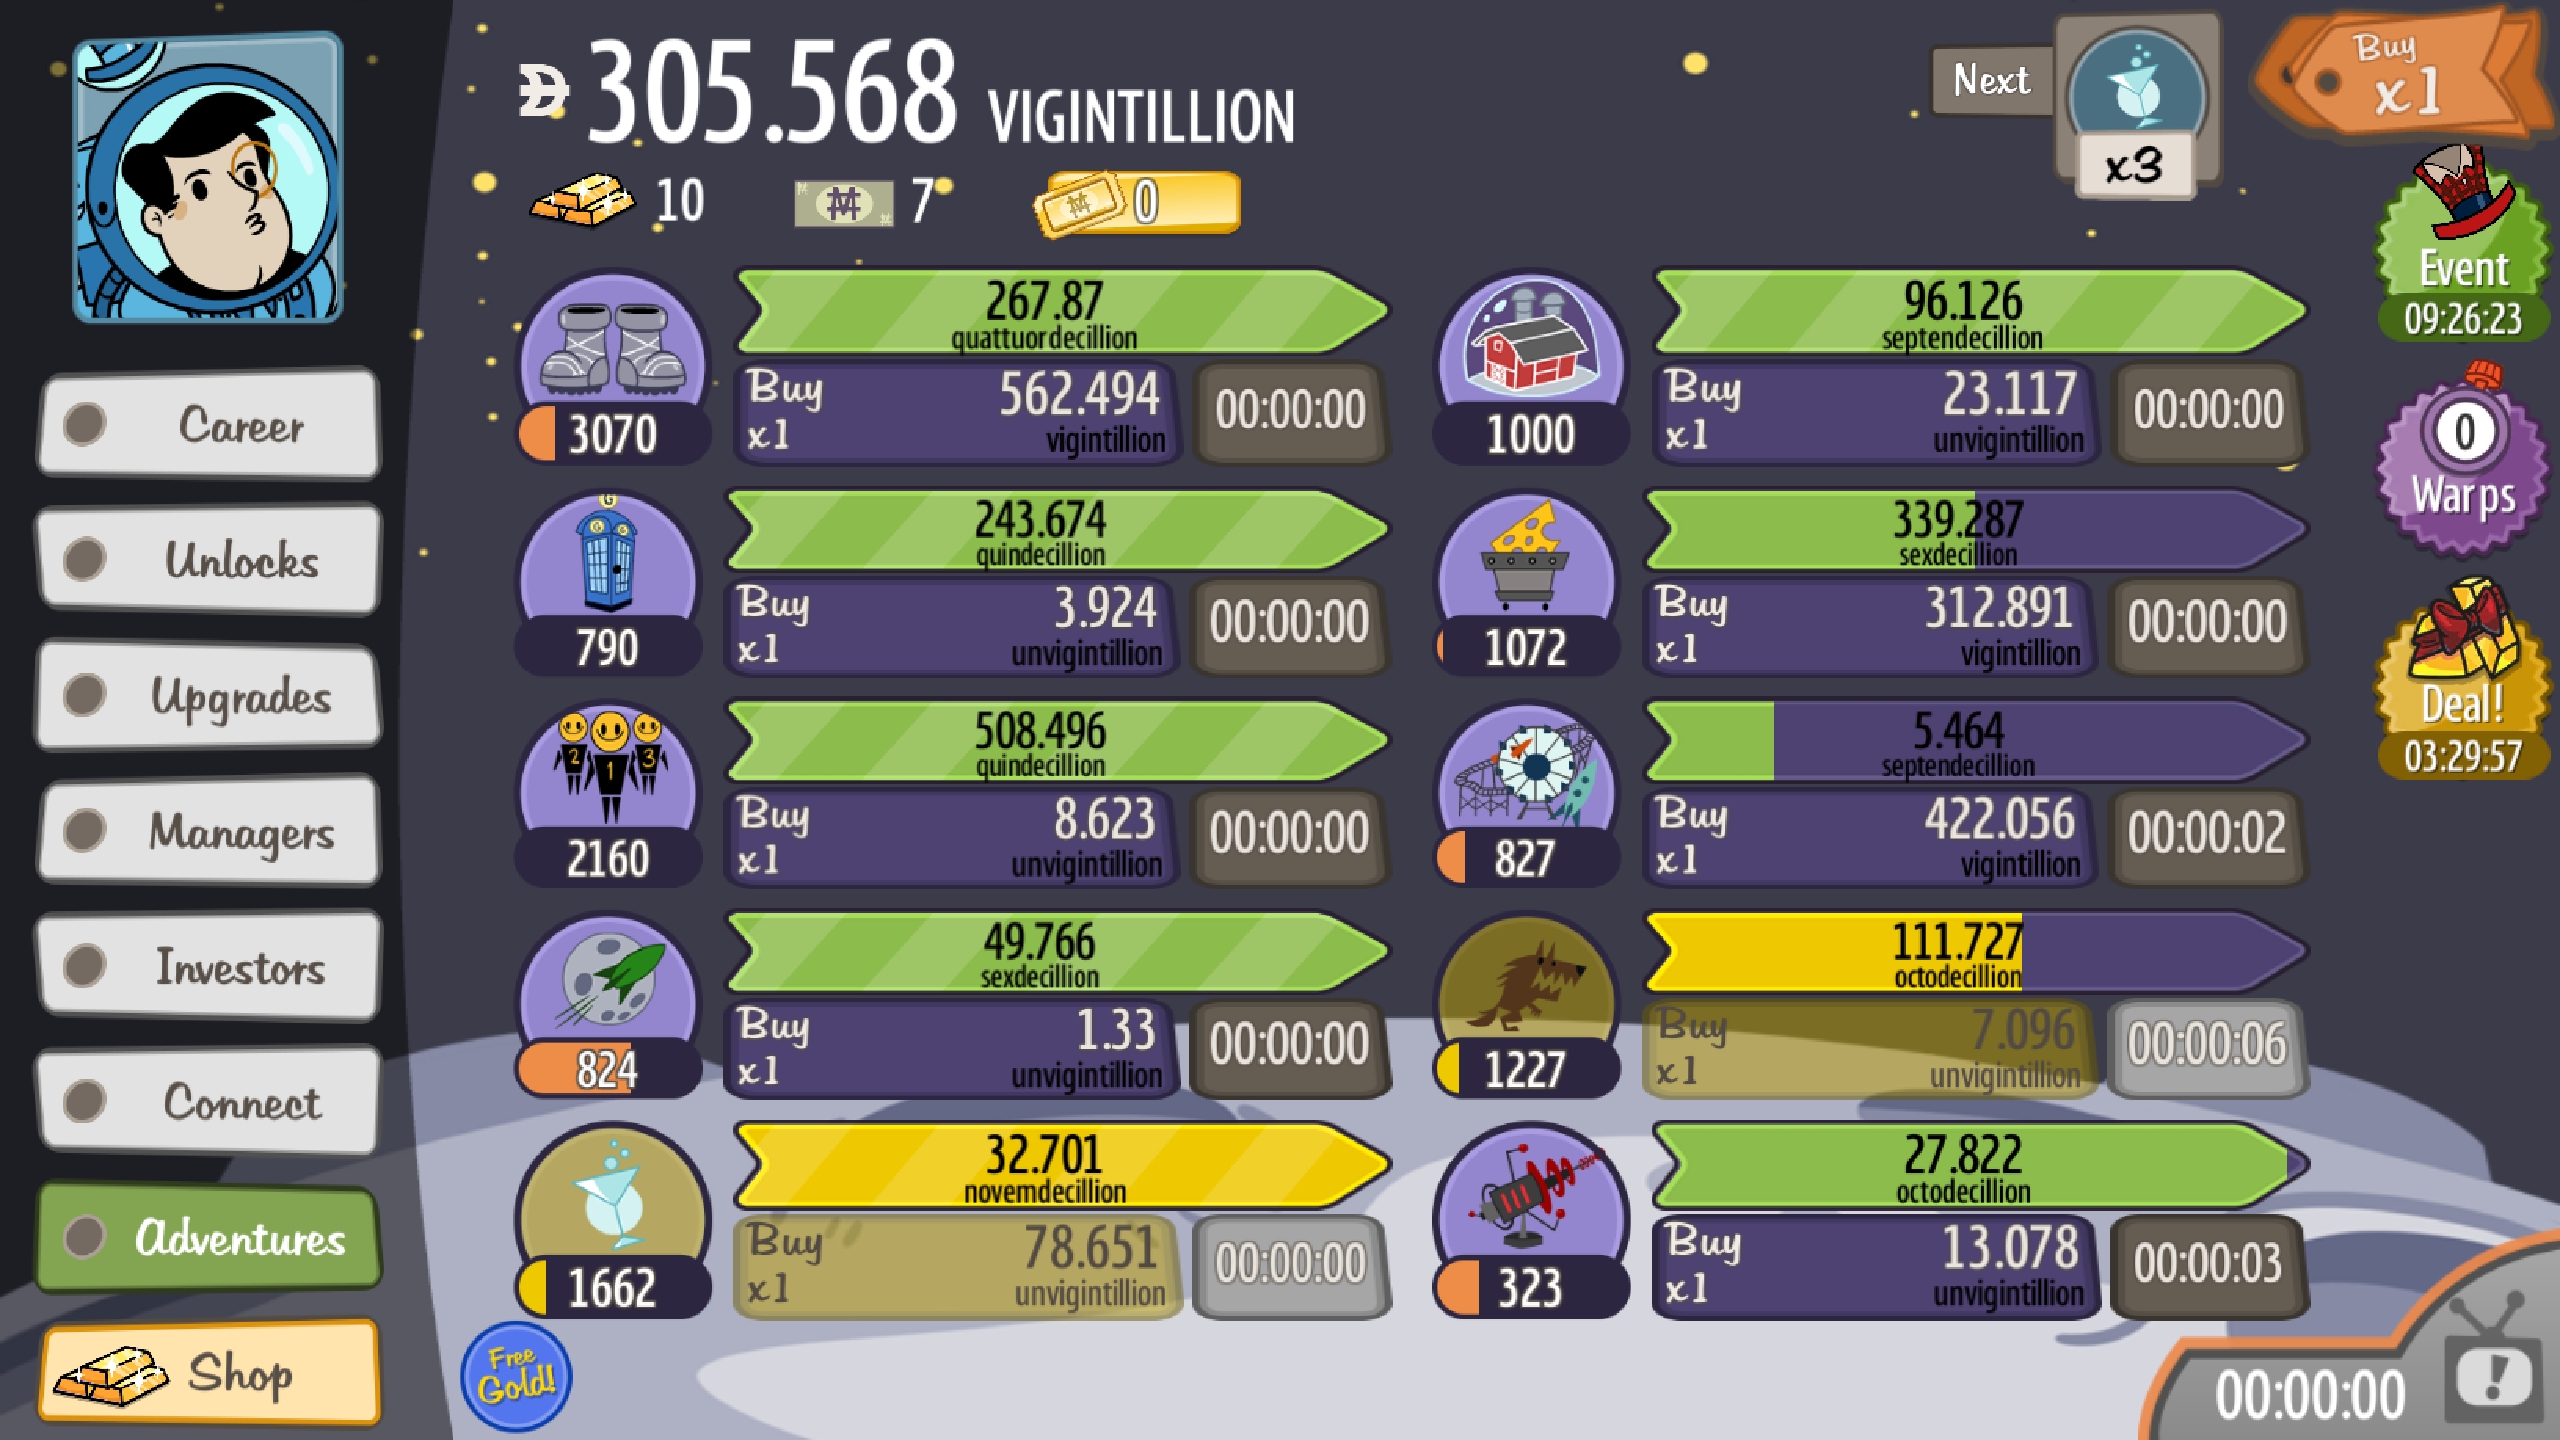 305.568 VIGINTILLION
10
7
0
Next
x3
Buy
x1
Event
09:26:23
0
Warps
Deal!
03:29:57
Career
Unlocks
Upgrades
Managers
Investors
Connect
Adventures
Shop
267.87
quattuordecillion
3070
Buy
x1
562.494
vigintillion
00:00:00
96.126
septendecillion
1000
Buy
x1
23.117
unvigintillion
00:00:00
G
243.674
quindecillion
790
Buy
x1
3.924
unvigintillion
00:00:00
339.287
sexdecillion
1072
Buy
x1
312.891
vigintillion
00:00:00
2 1 3
508.496
quindecillion
2160
Buy
x1
8.623
unvigintillion
00:00:00
5.464
septendecillion
827
Buy
x1
422.056
vigintillion
00:00:02
49.766
sexdecillion
824
Buy
x1
1.33
unvigintillion
00:00:00
111.727
octodecillion
1227
Buy
x1
7.096
unvigintillion
00:00:06
32.701
novemdecillion
1662
Buy
x1
78.651
unvigintillion
00:00:00
27.822
octodecillion
323
Buy
x1
13.078
unvigintillion
00:00:03
Free
Gold!
00:00:00
!